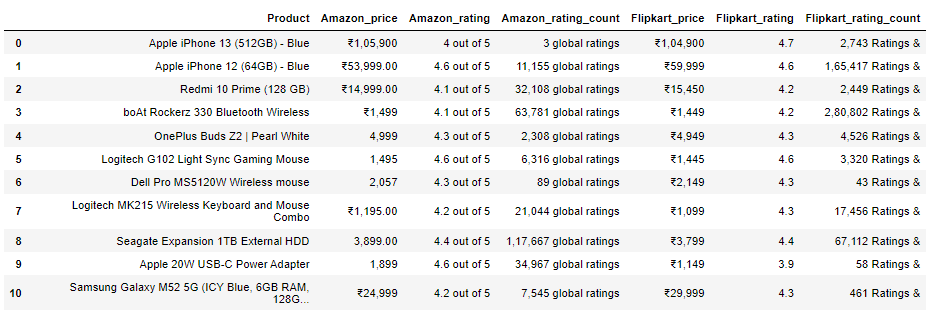 Product Amazon_price Amazon_rating Amazon_rating_count Flipkart_price Flipkart_rating Flipkart_rating_count
0 Apple iPhone 13 (512GB) - Blue ₹1,05,900 4 out of 5 3 global ratings ₹1,04,900 4.7 2,743 Ratings &
1 Apple iPhone 12 (64GB) - Blue ₹53,999.00 4.6 out of 5 11,155 global ratings ₹59,999 4.6 1,65,417 Ratings &
2 Redmi 10 Prime (128 GB) ₹14,999.00 4.1 out of 5 32,108 global ratings ₹15,450 4.2 2,449 Ratings &
3 boAt Rockerz 330 Bluetooth Wireless ₹1,499 4.1 out of 5 63,781 global ratings ₹1,449 4.2 2,80,802 Ratings &
4 OnePlus Buds Z2 | Pearl White 4,999 4.3 out of 5 2,308 global ratings ₹4,949 4.3 4,526 Ratings &
5 Logitech G102 Light Sync Gaming Mouse 1,495 4.6 out of 5 6,316 global ratings ₹1,445 4.6 3,320 Ratings &
6 Dell Pro MS5120W Wireless mouse 2,057 4.3 out of 5 89 global ratings ₹2,149 4.3 43 Ratings &
7 Logitech MK215 Wireless Keyboard and Mouse
Combo ₹1,195.00 4.2 out of 5 21,044 global ratings ₹1,099 4.3 17,456 Ratings &
8 Seagate Expansion 1TB External HDD 3,899.00 4.4 out of 5 1,17,667 global ratings ₹3,799 4.4 67,112 Ratings &
9 Apple 20W USB-C Power Adapter 1,899 4.6 out of 5 34,967 global ratings ₹1,149 3.9 58 Ratings &
10 Samsung Galaxy M52 5G (ICY Blue, 6GB RAM,
128G... ₹24,999 4.2 out of 5 7,545 global ratings ₹29,999 4.3 461 Ratings &